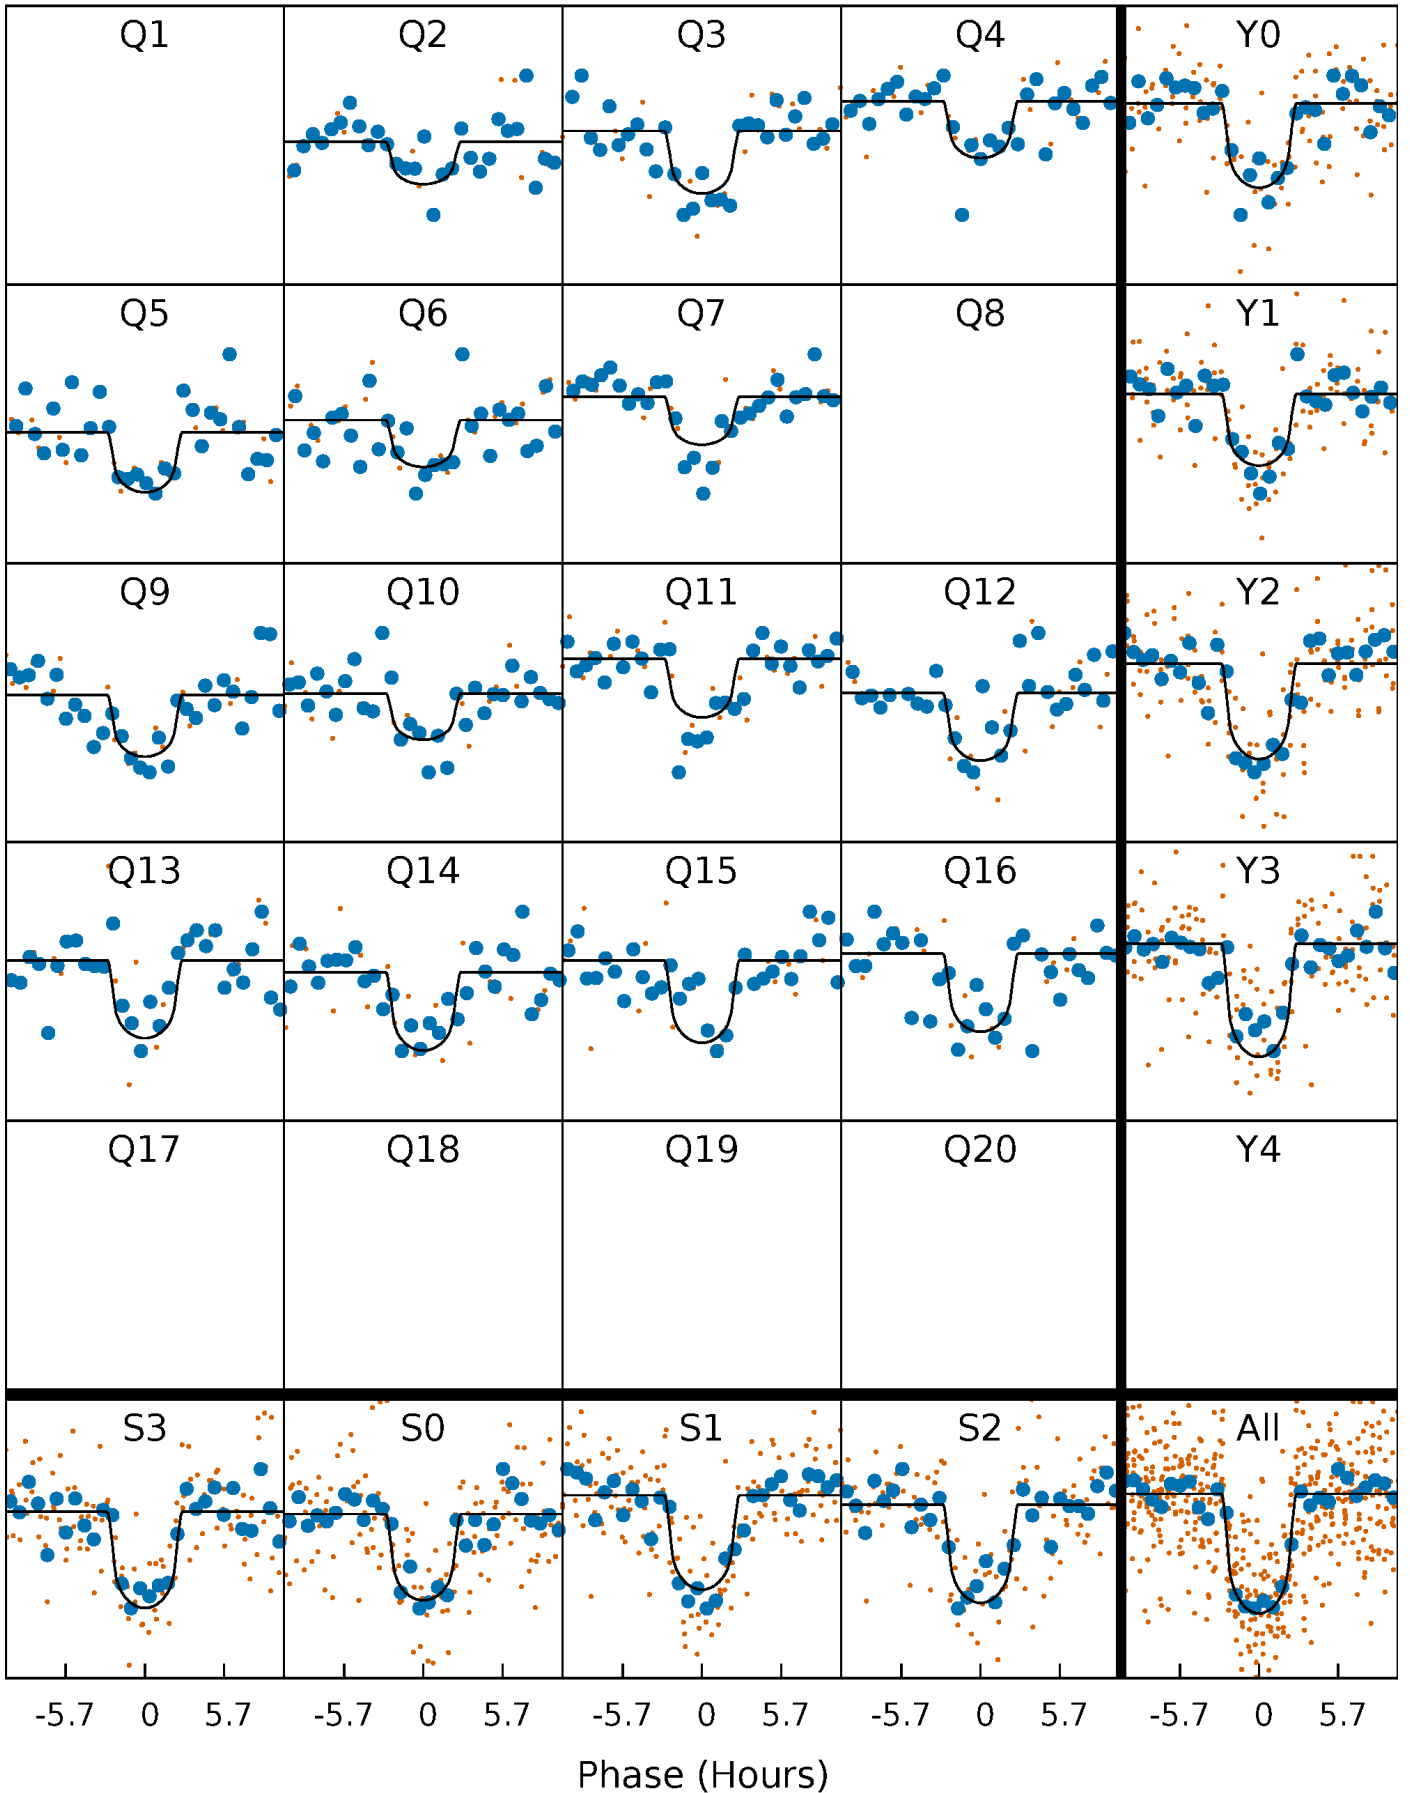 Q1 Q2 Q3 Q4 Y0
Q5 Q6 Q7 Q8 Y1
Q9 Q10 Q11 Q12 Y2
Q13 Q14 Q15 Q16 Y3
Q17 Q18 Q19 Q20 Y4
S3 S0 S1 S2 All
-5.7 0 5.7 -5.7 0 5.7 -5.7 0 5.7 -5.7 0 5.7 -5.7 0 5.7
Phase (Hours)